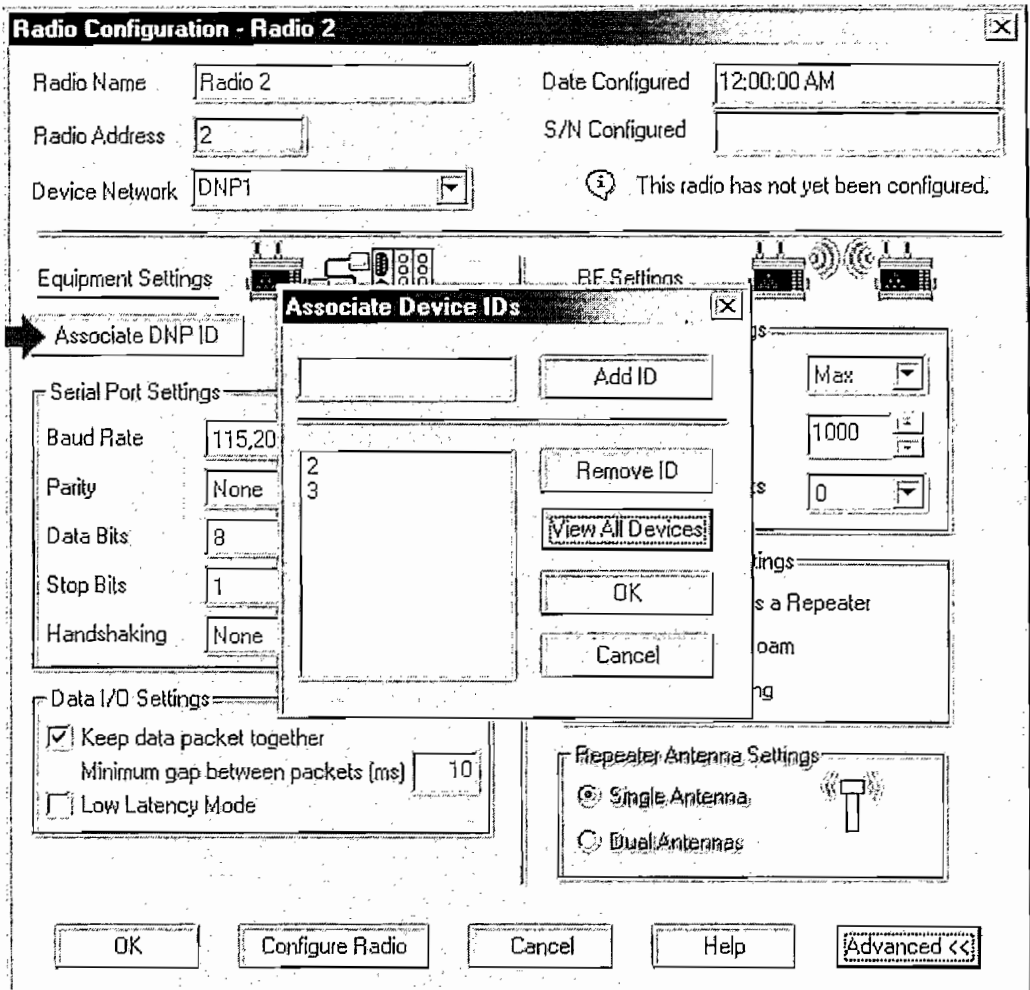 Radio Configuration - Radio 2
Radio Name Radio 2 Date Configured 12:00:00 AM
Radio Address 2 S/N Configured
Device Network DNP1 This radio has not yet been configured.
Equipment Settings RF Settings
Associate DNP ID
Serial Port Settings
Baud Rate 115,20
Parity None
Data Bits 8
Stop Bits 1
Handshaking None
Associate Device IDs
Add ID
2
3
Remove ID
View All Devices
OK
Cancel
gs
Max
1000
s 0
tings
s a Repeater
oam
ng
Data I/O Settings
Keep data packet together
Minimum gap between packets (ms) 10
Low Latency Mode
Repeater Antenna Settings
Single Antenna
Dual Antennas
OK Configure Radio Cancel Help Advanced <<